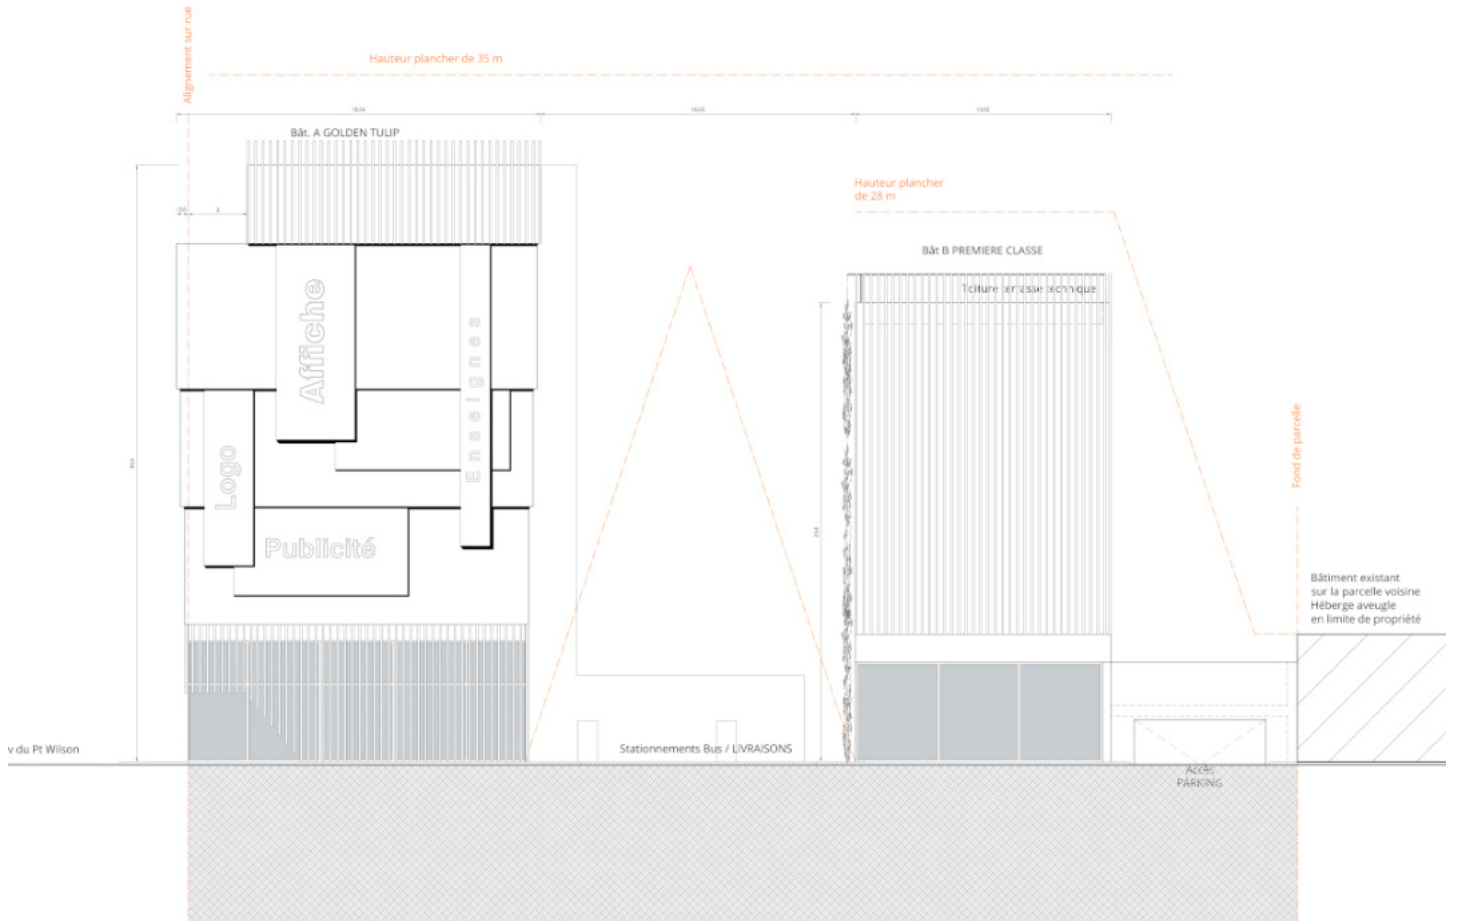 Alignement sur rue
Hauteur plancher de 35 m
Bât. A GOLDEN TULIP
Hauteur plancher
de 28 m
Bât B PREMIERE CLASSE
Toiture terrasse technique
Affiche
Enseignes
Logo
Publicité
Fond de parcelle
Bâtiment existant
sur la parcelle voisine
Héberge aveugle
en limite de propriété
v du Pt Wilson
Stationnements Bus / LIVRAISONS
Accès
PARKING